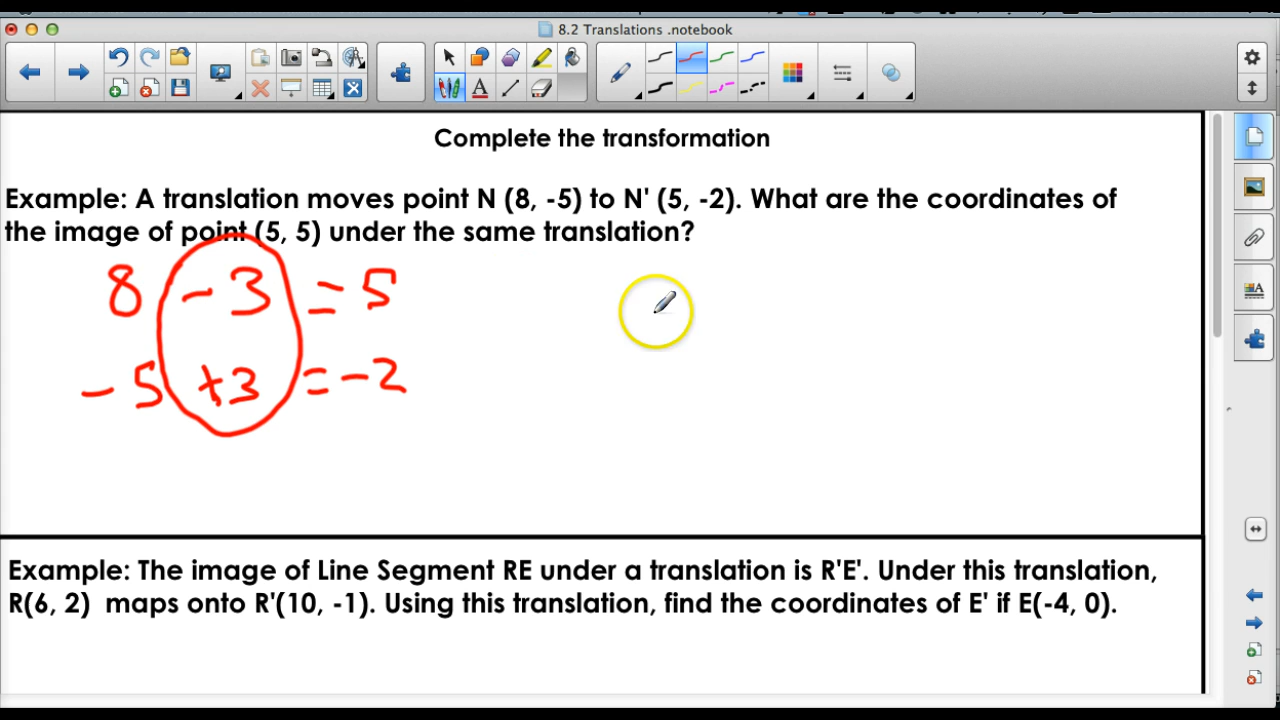 8.2 Translations .notebook
Complete the transformation
Example: A translation moves point N (8, -5) to N' (5, -2). What are the coordinates of
the image of point (5, 5) under the same translation?
8 - 3 = 5
- 5 +3 = -2
Example: The image of Line Segment RE under a translation is R'E'. Under this translation,
R(6, 2) maps onto R'(10, -1). Using this translation, find the coordinates of E' if E(-4, 0).